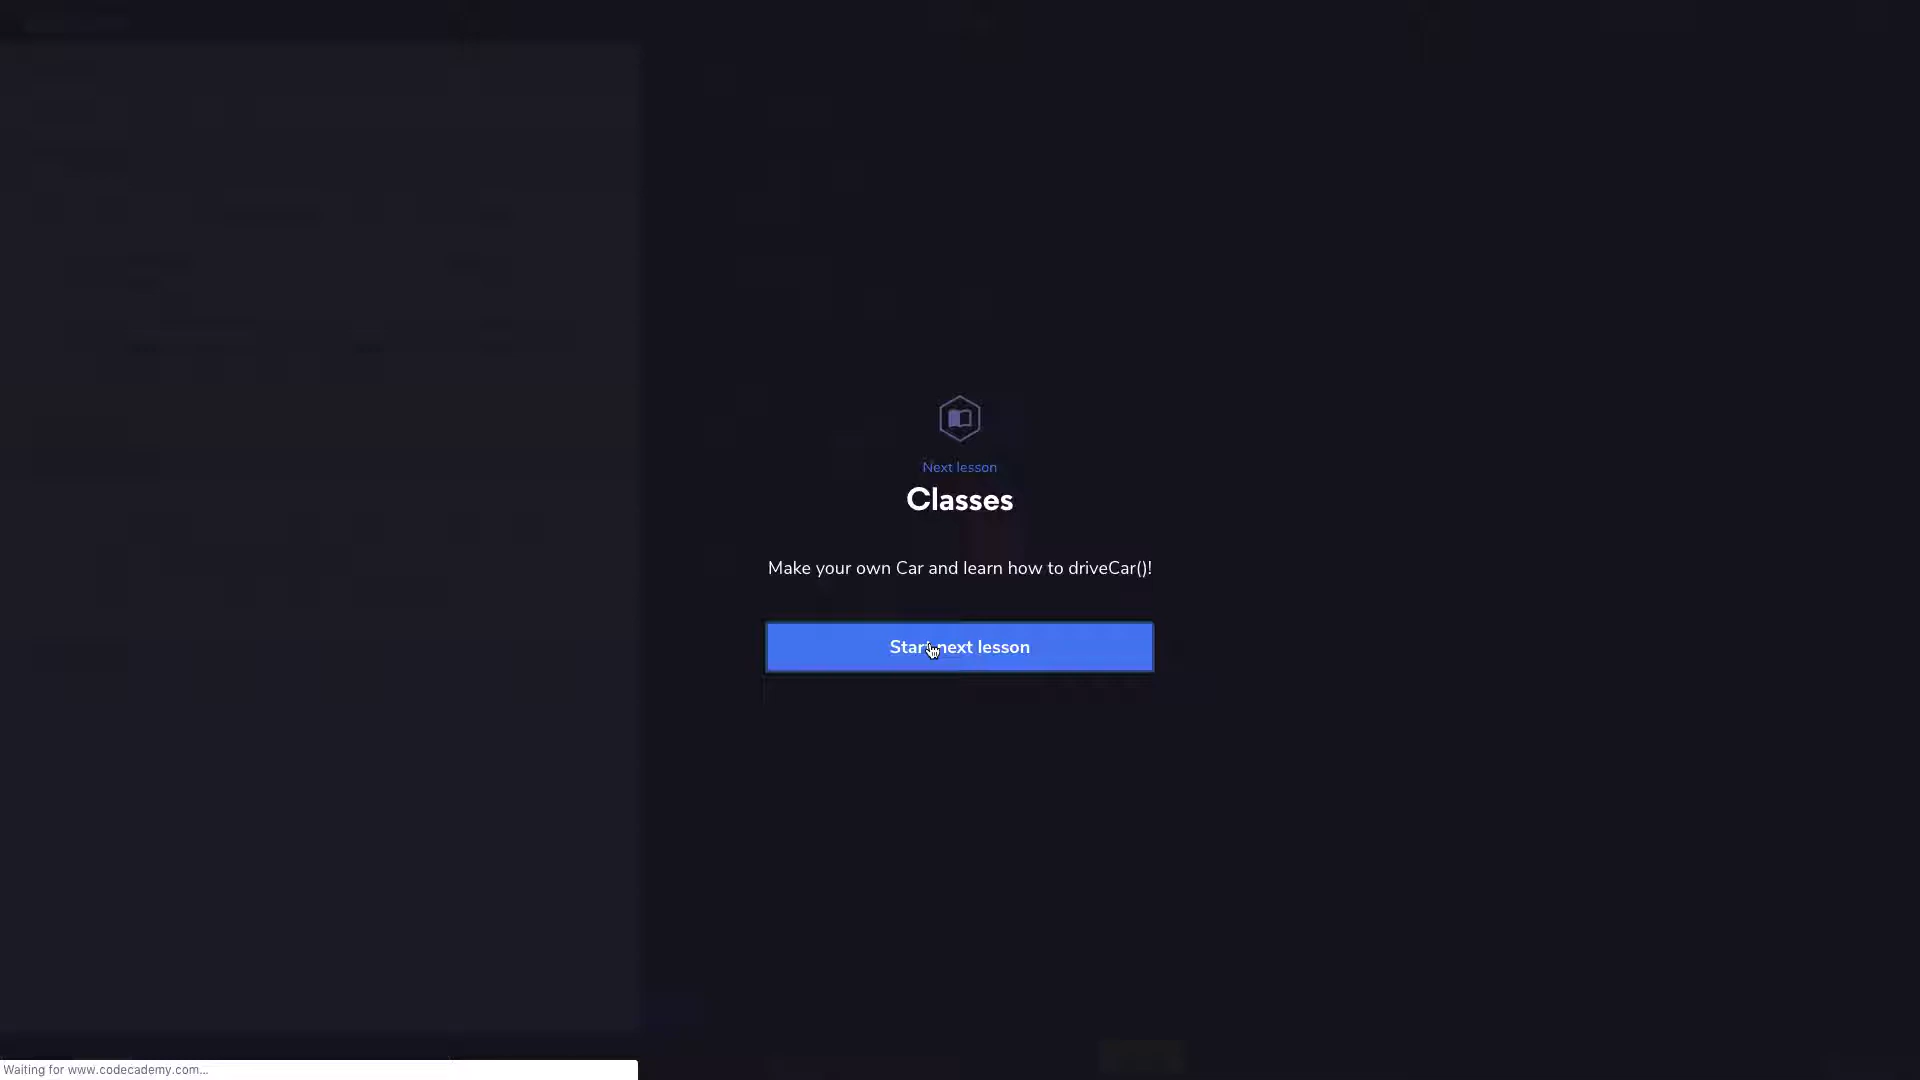 Next lesson
Classes
Make your own Car and learn how to driveCar()!
Start next lesson
Waiting for www.codecademy.com...